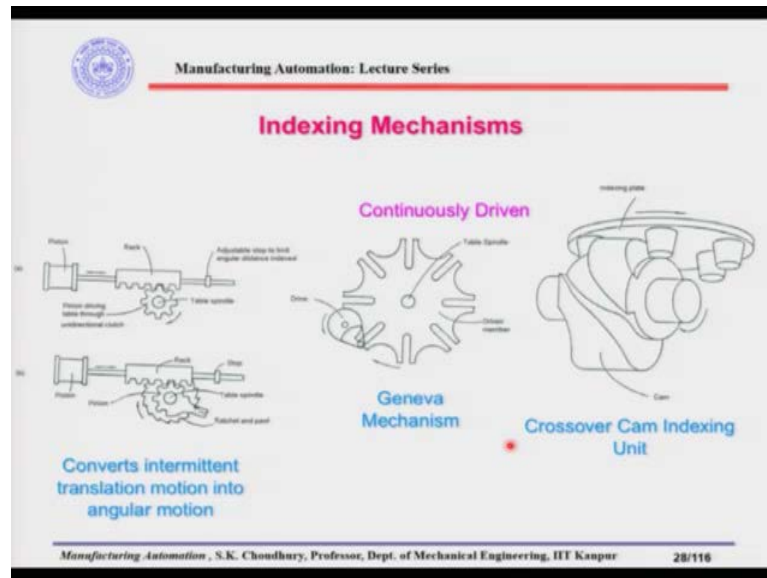 Manufacturing Automation: Lecture Series
Indexing Mechanisms
Continuously Driven
Indexing plate
Piston
Rack
Adjustable stop to limit
angular distance indexed
Table spindle
Pinion driving
table through
unidirectional clutch
Table Spindle
Drive
Driven
member
Cam
Rack
Stop
Piston
Pinion
Table spindle
Ratchet and pawl
Geneva
Mechanism
Crossover Cam Indexing
Unit
Converts intermittent
translation motion into
angular motion
Manufacturing Automation , S.K. Choudhury, Professor, Dept. of Mechanical Engineering, IIT Kanpur
28/116